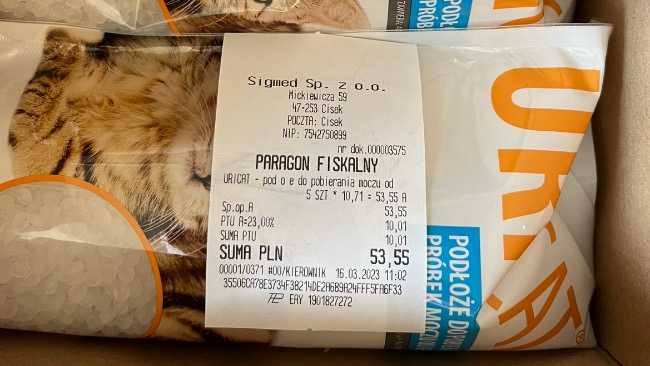 Sigmed Sp. z o.o.
Mickiewicza 59
47-253 Cisek
POCZTA: Cisek
NIP: 7542750899
nr dok.000003575
PARAGON FISKALNY
URICAT - pod o e do pobierania moczu od
5 SZT * 10,71 = 53,55 A
Sp.op.A 53,55
PTU A=23,00% 10,01
SUMA PTU 10,01
SUMA PLN 53,55
00001/0371 #00/KIEROWNIK 16.03.2023 11:02
35506CA78E3734F3B214DE2A6B9A24FFF5FA6F33
EAY 1901827272
PODŁOŻE DO
PRÓBEK MOCZU